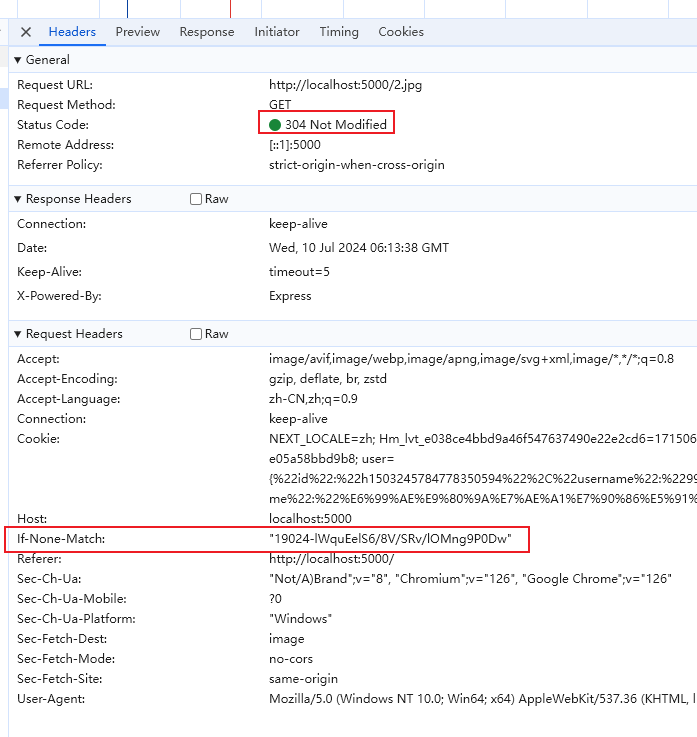 Headers Preview Response Initiator Timing Cookies
General
Request URL: http://localhost:5000/2.jpg
Request Method: GET
Status Code: 304 Not Modified
Remote Address: [::1]:5000
Referrer Policy: strict-origin-when-cross-origin
Response Headers Raw
Connection: keep-alive
Date: Wed, 10 Jul 2024 06:13:38 GMT
Keep-Alive: timeout=5
X-Powered-By: Express
Request Headers Raw
Accept: image/avif,image/webp,image/apng,image/svg+xml,image/*,*/*;q=0.8
Accept-Encoding: gzip, deflate, br, zstd
Accept-Language: zh-CN,zh;q=0.9
Connection: keep-alive
Cookie: NEXT_LOCALE=zh; Hm_lvt_e038ce4bbd9a46f547637490e22e2cd6=171506
e05a58bbd9b8; user=
{%22id%22:%22h1503245784778350594%22%2C%22username%22:%2299
me%22:%22%E6%99%AE%E9%80%9A%E7%AE%A1%E7%90%86%E5%91%
Host: localhost:5000
If-None-Match: "19024-lWquEelS6/8V/SRv/lOMng9P0Dw"
Referer: http://localhost:5000/
Sec-Ch-Ua: "Not/A)Brand";v="8", "Chromium";v="126", "Google Chrome";v="126"
Sec-Ch-Ua-Mobile: ?0
Sec-Ch-Ua-Platform: "Windows"
Sec-Fetch-Dest: image
Sec-Fetch-Mode: no-cors
Sec-Fetch-Site: same-origin
User-Agent: Mozilla/5.0 (Windows NT 10.0; Win64; x64) AppleWebKit/537.36 (KHTML, l